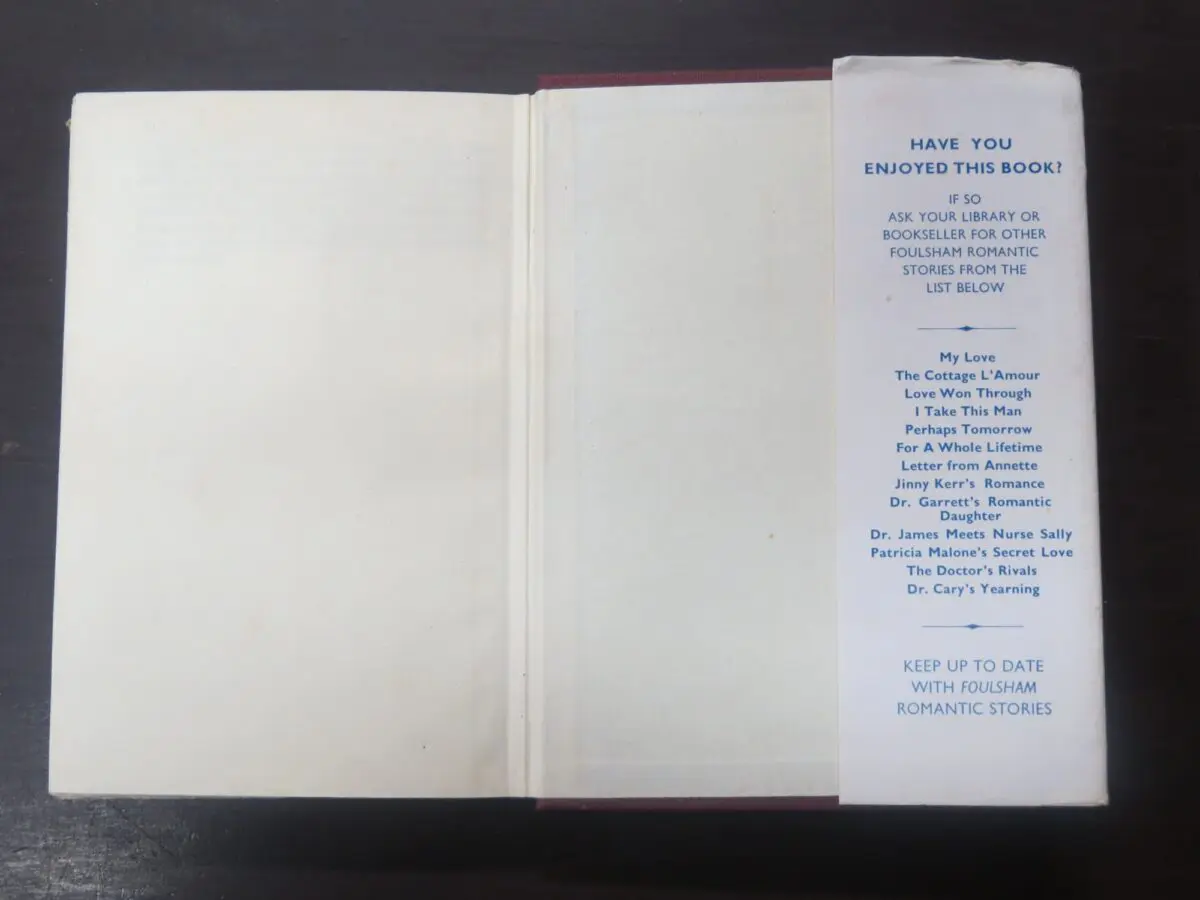 HAVE YOU
ENJOYED THIS BOOK?
IF SO
ASK YOUR LIBRARY OR
BOOKSELLER FOR OTHER
FOULSHAM ROMANTIC
STORIES FROM THE
LIST BELOW
My Love
The Cottage L'Amour
Love Won Through
I Take This Man
Perhaps Tomorrow
For A Whole Lifetime
Letter from Annette
Jinny Kerr's Romance
Dr. Garrett's Romantic
Daughter
Dr. James Meets Nurse Sally
Patricia Malone's Secret Love
The Doctor's Rivals
Dr. Cary's Yearning
KEEP UP TO DATE
WITH FOULSHAM
ROMANTIC STORIES